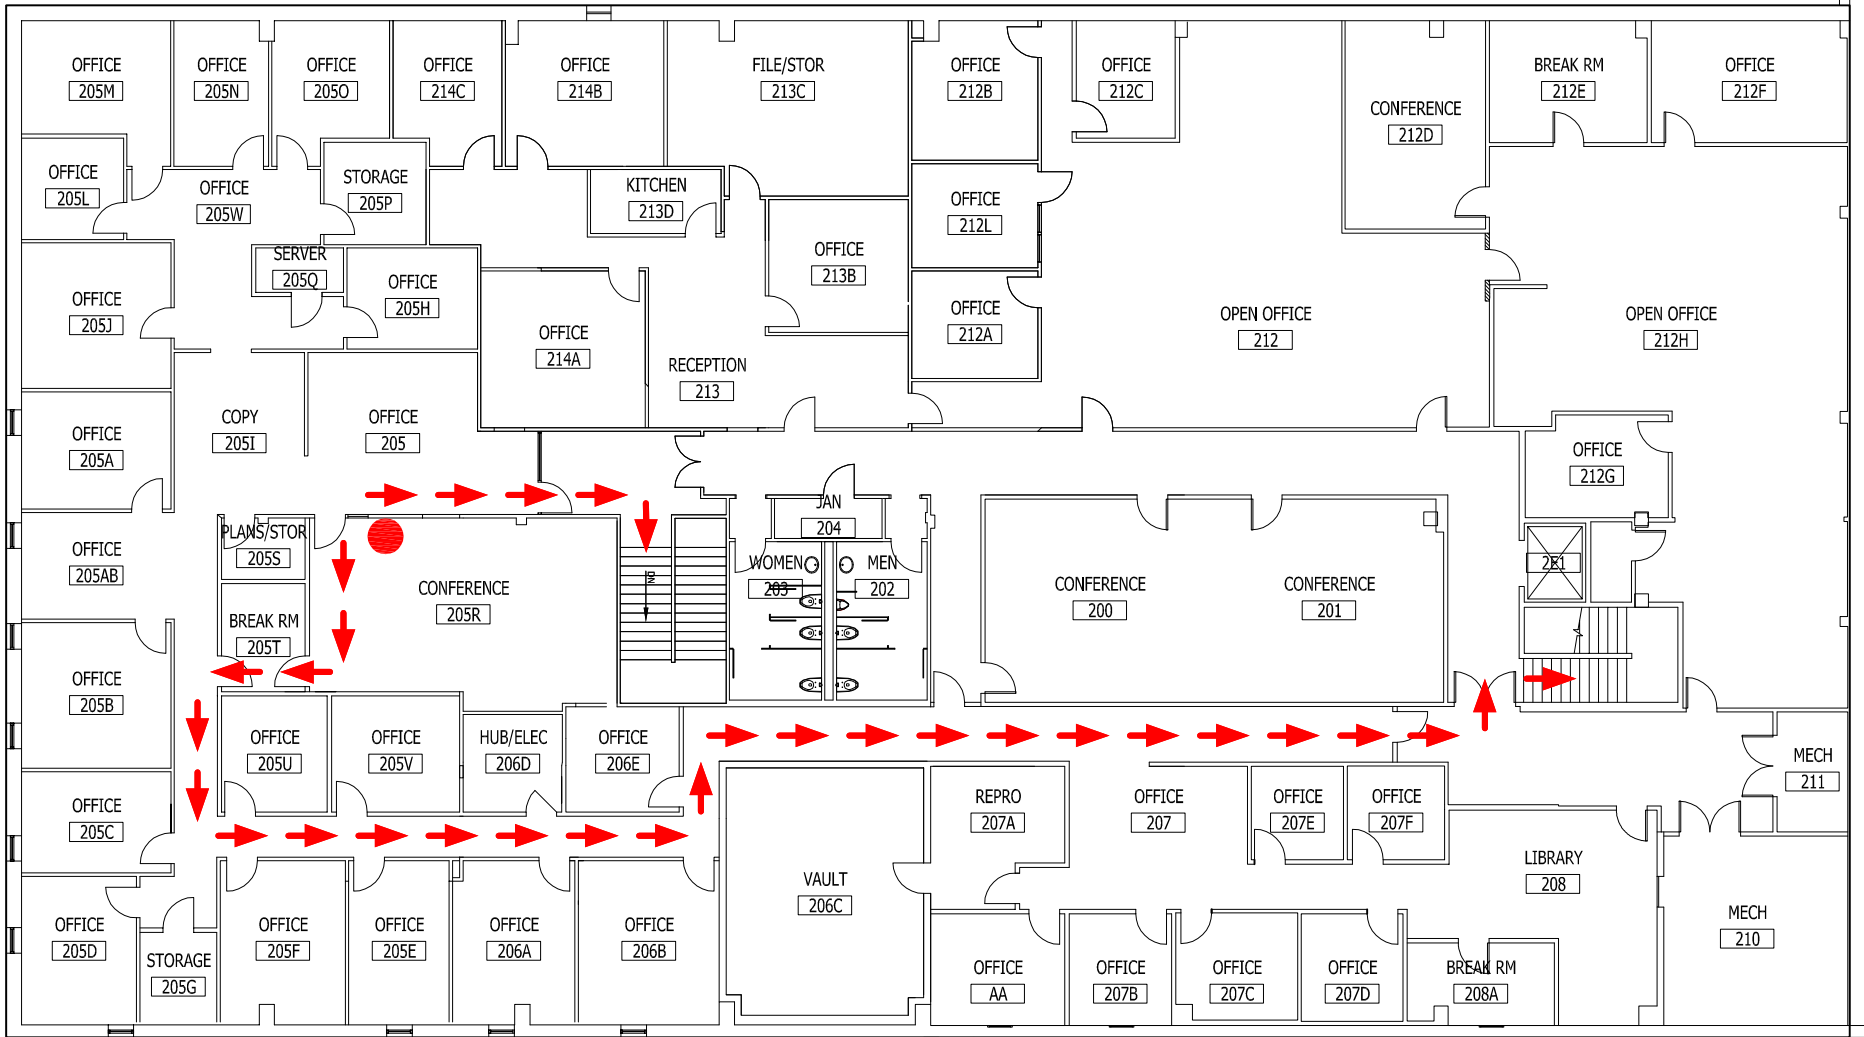 OFFICE
205M
OFFICE
205N
OFFICE
205O
OFFICE
214C
OFFICE
214B
FILE/STOR
213C
OFFICE
212B
OFFICE
212C
CONFERENCE
212D
BREAK RM
212E
OFFICE
212F
OFFICE
205L
OFFICE
205W
STORAGE
205P
KITCHEN
213D
OFFICE
212L
SERVER
205Q
OFFICE
205H
OFFICE
213B
OFFICE
205J
OFFICE
214A
OFFICE
212A
OPEN OFFICE
212
OPEN OFFICE
212H
RECEPTION
213
COPY
205I
OFFICE
205
OFFICE
205A
OFFICE
212G
JAN
204
PLANS/STOR
205S
OFFICE
205AB
WOMEN
203
MEN
202
2E1
DN
CONFERENCE
205R
CONFERENCE
200
CONFERENCE
201
BREAK RM
205T
OFFICE
205B
OFFICE
205U
OFFICE
205V
HUB/ELEC
206D
OFFICE
206E
MECH
211
OFFICE
205C
REPRO
207A
OFFICE
207
OFFICE
207E
OFFICE
207F
LIBRARY
208
VAULT
206C
OFFICE
205D
STORAGE
205G
OFFICE
205F
OFFICE
205E
OFFICE
206A
OFFICE
206B
OFFICE
AA
OFFICE
207B
OFFICE
207C
OFFICE
207D
BREAK RM
208A
MECH
210